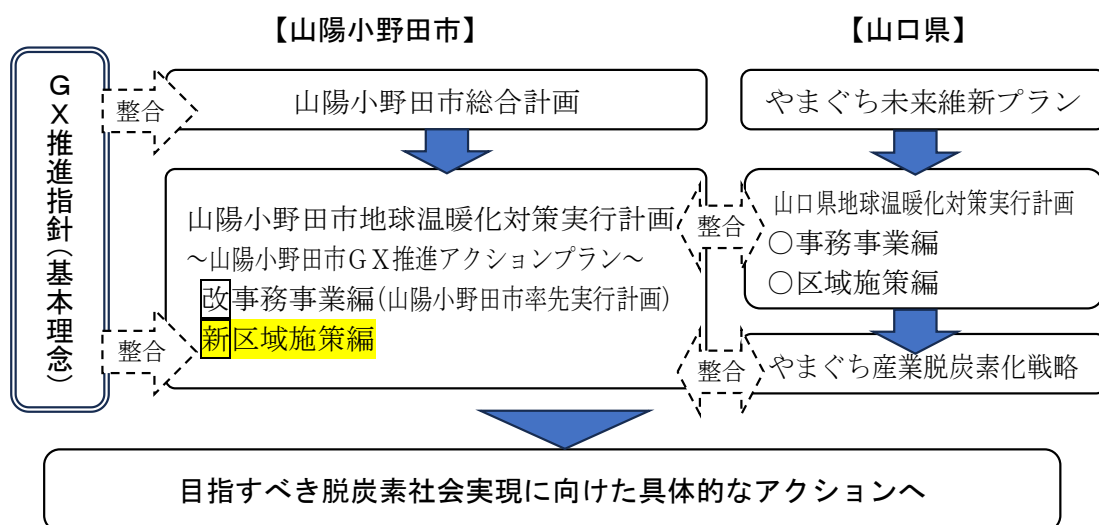 【山陽小野田市】
【山口県】
ＧＸ推進指針（基本理念）
整合
山陽小野田市総合計画
やまぐち未来維新プラン
山陽小野田市地球温暖化対策実行計画
～山陽小野田市ＧＸ推進アクションプラン～
改事務事業編(山陽小野田市率先実行計画)
新区域施策編
整合
整合
山口県地球温暖化対策実行計画
○事務事業編
○区域施策編
整合
やまぐち産業脱炭素化戦略
目指すべき脱炭素社会実現に向けた具体的なアクションへ